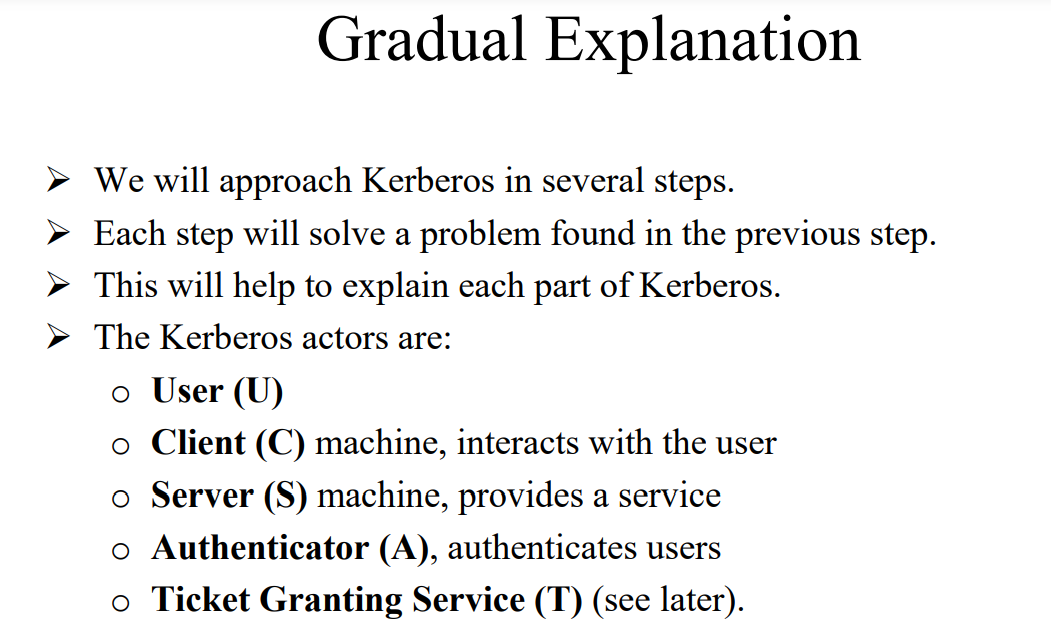 Gradual Explanation
➢ We will approach Kerberos in several steps.
➢ Each step will solve a problem found in the previous step.
➢ This will help to explain each part of Kerberos.
➢ The Kerberos actors are:
o User (U)
o Client (C) machine, interacts with the user
o Server (S) machine, provides a service
o Authenticator (A), authenticates users
o Ticket Granting Service (T) (see later).